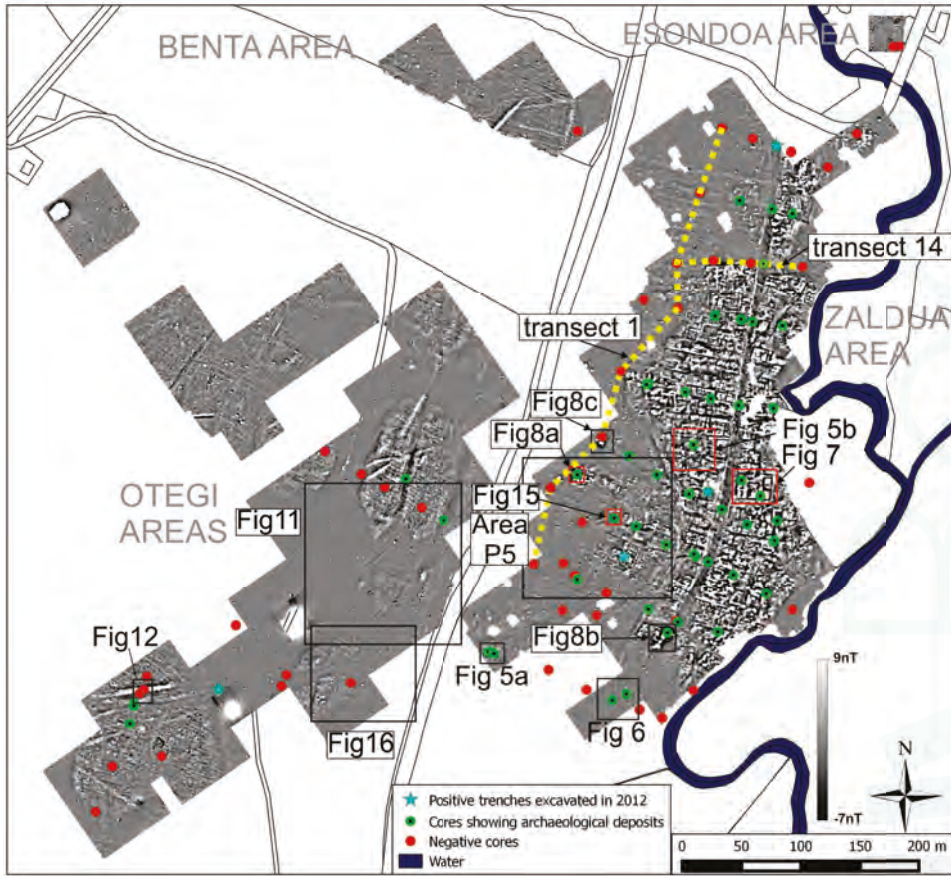 BENTA AREA
ESONDOA AREA
transect 14
ZALDUA
AREA
transect 1
Fig8c
Fig8a
Fig 5b
Fig 7
Fig15
OTEGI
AREAS
Fig11
Area
P5
Fig12
Fig8b
Fig 5a
Fig 6
Fig16
9nT
-7nT
N
Positive trenches excavated in 2012
Cores showing archaeological deposits
Negative cores
Water
0 50 100 150 200 m